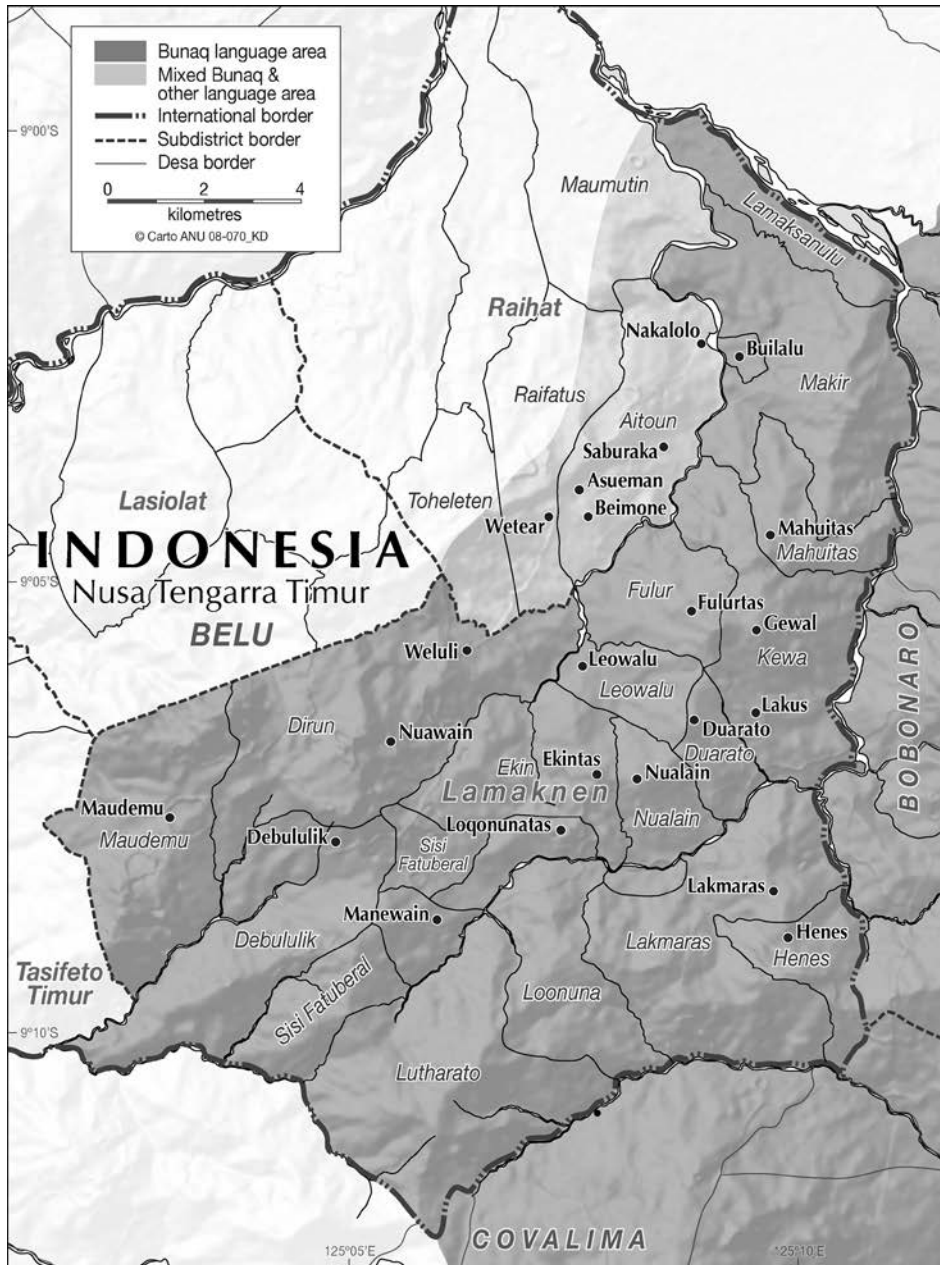 Bunaq language area
Mixed Bunaq &
other language area
International border
Subdistrict border
Desa border
0 2 4
kilometres
© Carto ANU 08-070_KD
9°00'S
Maumutin
Lamaksanulu
Raihat
Nakalolo
Builalu
Makir
Raifatus
Aitoun
Saburaka
Lasiolat
Asueman
Toheleten
Wetear
Beimone
Mahuitas
Mahuitas
INDONESIA
9°05'S
Nusa Tengarra Timur
Fulur
Fulurtas
BELU
Gewal
Weluli
Kewa
Leowalu
Leowalu
BOBONARO
Dirun
Lakus
Nuawain
Duarato
Duarato
Ekin
Ekintas
Nualain
Lamaknen
Maudemu
Maudemu
Nualain
Debululik
Loqonunatas
Sisi
Fatuberal
Lakmaras
Manewain
Henes
Debululik
Lakmaras
Henes
Tasifeto
Timur
Sisi Fatuberal
Loonuna
9°10'S
Lutharato
COVALIMA
125°05'E
125°10'E